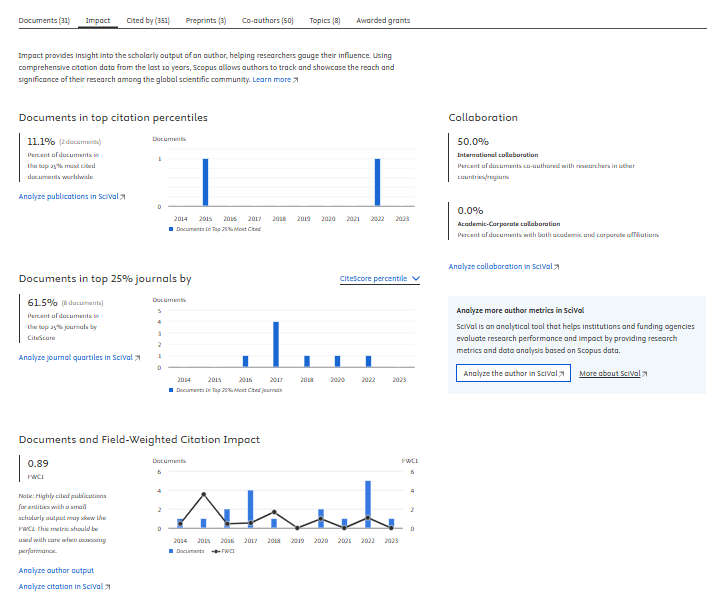 Documents (31) Impact Cited by (351) Preprints (3) Co-authors (50) Topics (8) Awarded grants
Impact provides insight into the scholarly output of an author, helping researchers gauge their influence. Using
comprehensive citation data from the last 10 years, Scopus allows authors to track and showcase the reach and
significance of their research among the global scientific community. Learn more
Documents in top citation percentiles
11.1% (2 documents)
Percent of documents in
the top 25% most cited
documents worldwide
Analyze publications in SciVal
Documents
1
0
2014 2015 2016 2017 2018 2019 2020 2021 2022 2023
Documents In Top 25% Most Cited
Collaboration
50.0%
International collaboration
Percent of documents co-authored with researchers in other
countries/regions
0.0%
Academic-Corporate collaboration
Percent of documents with both academic and corporate affiliations
Analyze collaboration in SciVal
Documents in top 25% journals by
CiteScore percentile
61.5% (8 documents)
Percent of documents in
the top 25% journals by
CiteScore
Analyze journal quartiles in SciVal
Documents
5
4
3
2
1
0
2014 2015 2016 2017 2018 2020 2022 2023
Documents In Top 25% Most Cited Journals
Analyze more author metrics in SciVal
SciVal is an analytical tool that helps institutions and funding agencies
evaluate research performance and impact by providing research
metrics and data analysis based on Scopus data.
Analyze the author in SciVal More about SciVal
Documents and Field-Weighted Citation Impact
0.89
FWCI
Note: Highly cited publications
for entities with a small
scholarly output may skew the
FWCI. This metric should be
used with care when assessing
performance.
Analyze author output
Analyze citation in SciVal
Documents FWCI
6 6
4 4
2 2
0 0
2014 2015 2016 2017 2018 2019 2020 2021 2022 2023
Documents FWCI